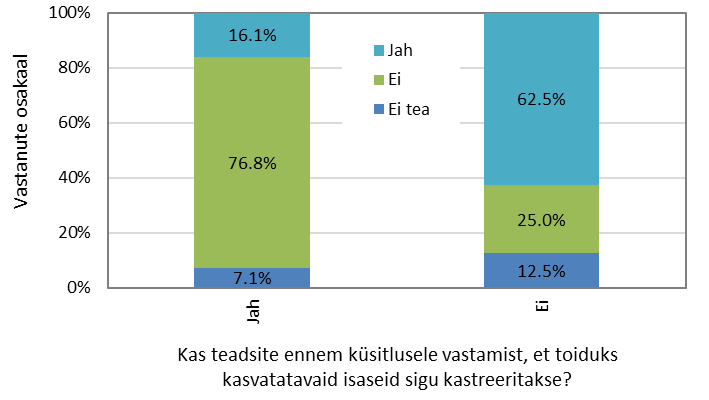 Vastanute osakaal
100%
80%
60%
40%
20%
0%
16.1%
76.8%
7.1%
Jah
Ei
Ei tea
62.5%
25.0%
12.5%
Jah
Ei
Kas teadsite ennem küsitlusele vastamist, et toiduks
kasvatatavaid isaseid sigu kastreeritakse?